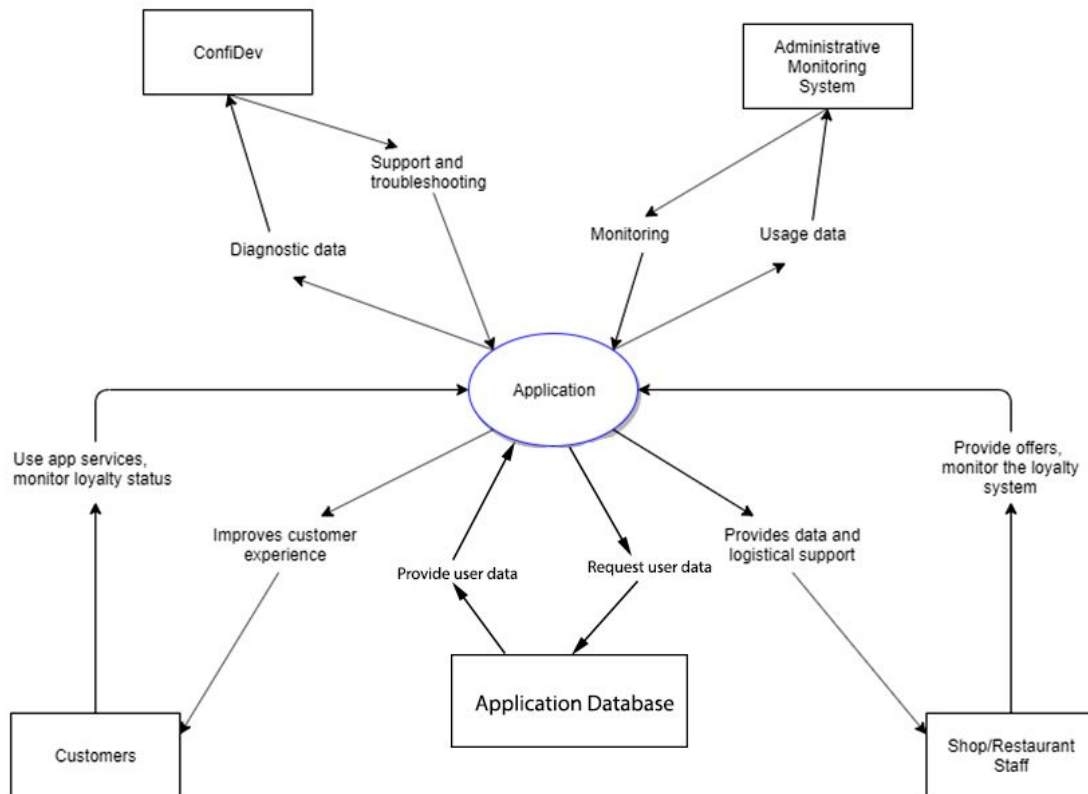 ConfiDev
Administrative
Monitoring
System
Support and
troubleshooting
Diagnostic data
Monitoring
Usage data
Application
Use app services,
monitor loyalty status
Provide offers,
monitor the loyalty
system
Improves customer
experience
Provide user data
Request user data
Provides data and
logistical support
Customers
Application Database
Shop/Restaurant
Staff